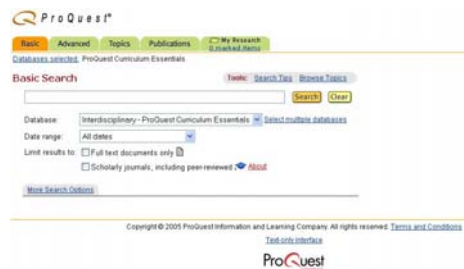 ProQuest®
Basic Advanced Topics Publications My Research
0 marked items
Databases selected: ProQuest Curriculum Essentials
Basic Search Tools: Search Tips Browse Topics
Search Clear
Database: Interdisciplinary - ProQuest Curriculum Essentials Select multiple databases
Date range: All dates
Limit results to: Full text documents only
Scholarly journals, including peer-reviewed About
More Search Options
Copyright © 2005 ProQuest Information and Learning Company. All rights reserved. Terms and Conditions
Text-only interface
ProQuest